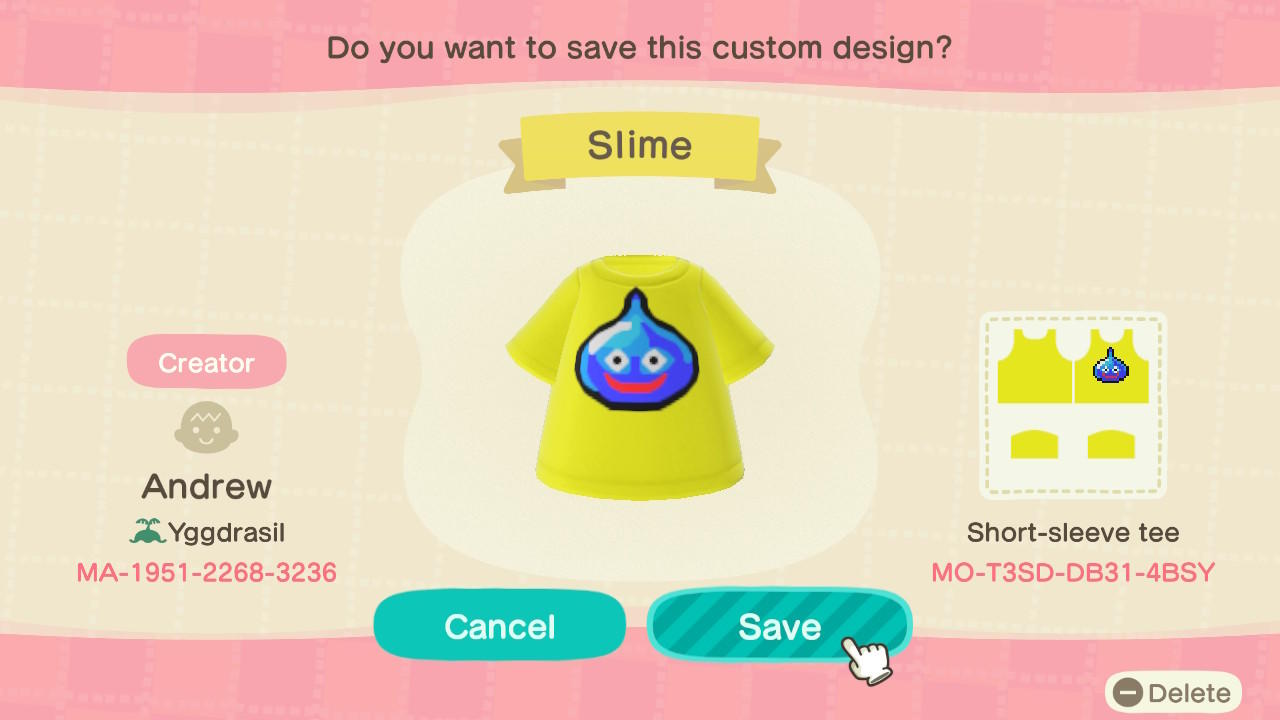 Do you want to save this custom design?
Slime
Creator
Andrew
Yggdrasil
MA-1951-2268-3236
Short-sleeve tee
MO-T3SD-DB31-4BSY
Cancel
Save
Delete